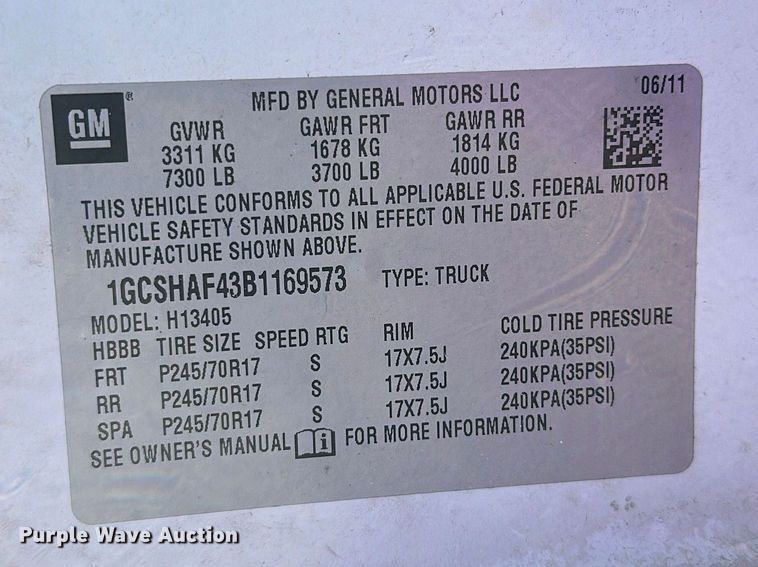 GM
®
MFD BY GENERAL MOTORS LLC 06/11
GVWR GAWR FRT GAWR RR
3311 KG 1678 KG 1814 KG
7300 LB 3700 LB 4000 LB
THIS VEHICLE CONFORMS TO ALL APPLICABLE U.S. FEDERAL MOTOR
VEHICLE SAFETY STANDARDS IN EFFECT ON THE DATE OF
MANUFACTURE SHOWN ABOVE.
1GCSHAF43B1169573 TYPE: TRUCK
MODEL: H13405
HBBB TIRE SIZE SPEED RTG RIM COLD TIRE PRESSURE
FRT P245/70R17 S 17X7.5J 240KPA(35PSI)
RR P245/70R17 S 17X7.5J 240KPA(35PSI)
SPA P245/70R17 S 17X7.5J 240KPA(35PSI)
SEE OWNER'S MANUAL i FOR MORE INFORMATION.
Purple Wave Auction